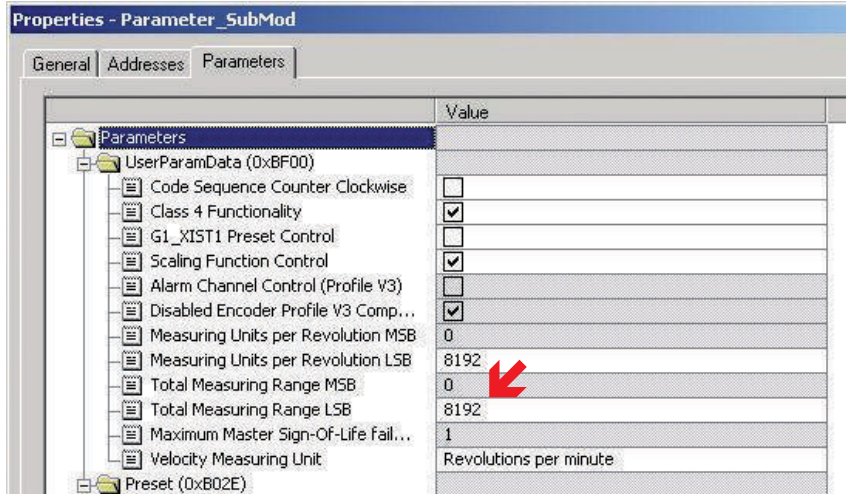 Properties - Parameter_SubMod
General Addresses Parameters
Value
Parameters
UserParamData (0xBF00)
Code Sequence Counter Clockwise
Class 4 Functionality
G1_XIST1 Preset Control
Scaling Function Control
Alarm Channel Control (Profile V3)
Disabled Encoder Profile V3 Comp...
Measuring Units per Revolution MSB 0
Measuring Units per Revolution LSB 8192
Total Measuring Range MSB 0
Total Measuring Range LSB 8192
Maximum Master Sign-Of-Life fail... 1
Velocity Measuring Unit Revolutions per minute
Preset (0xB02E)